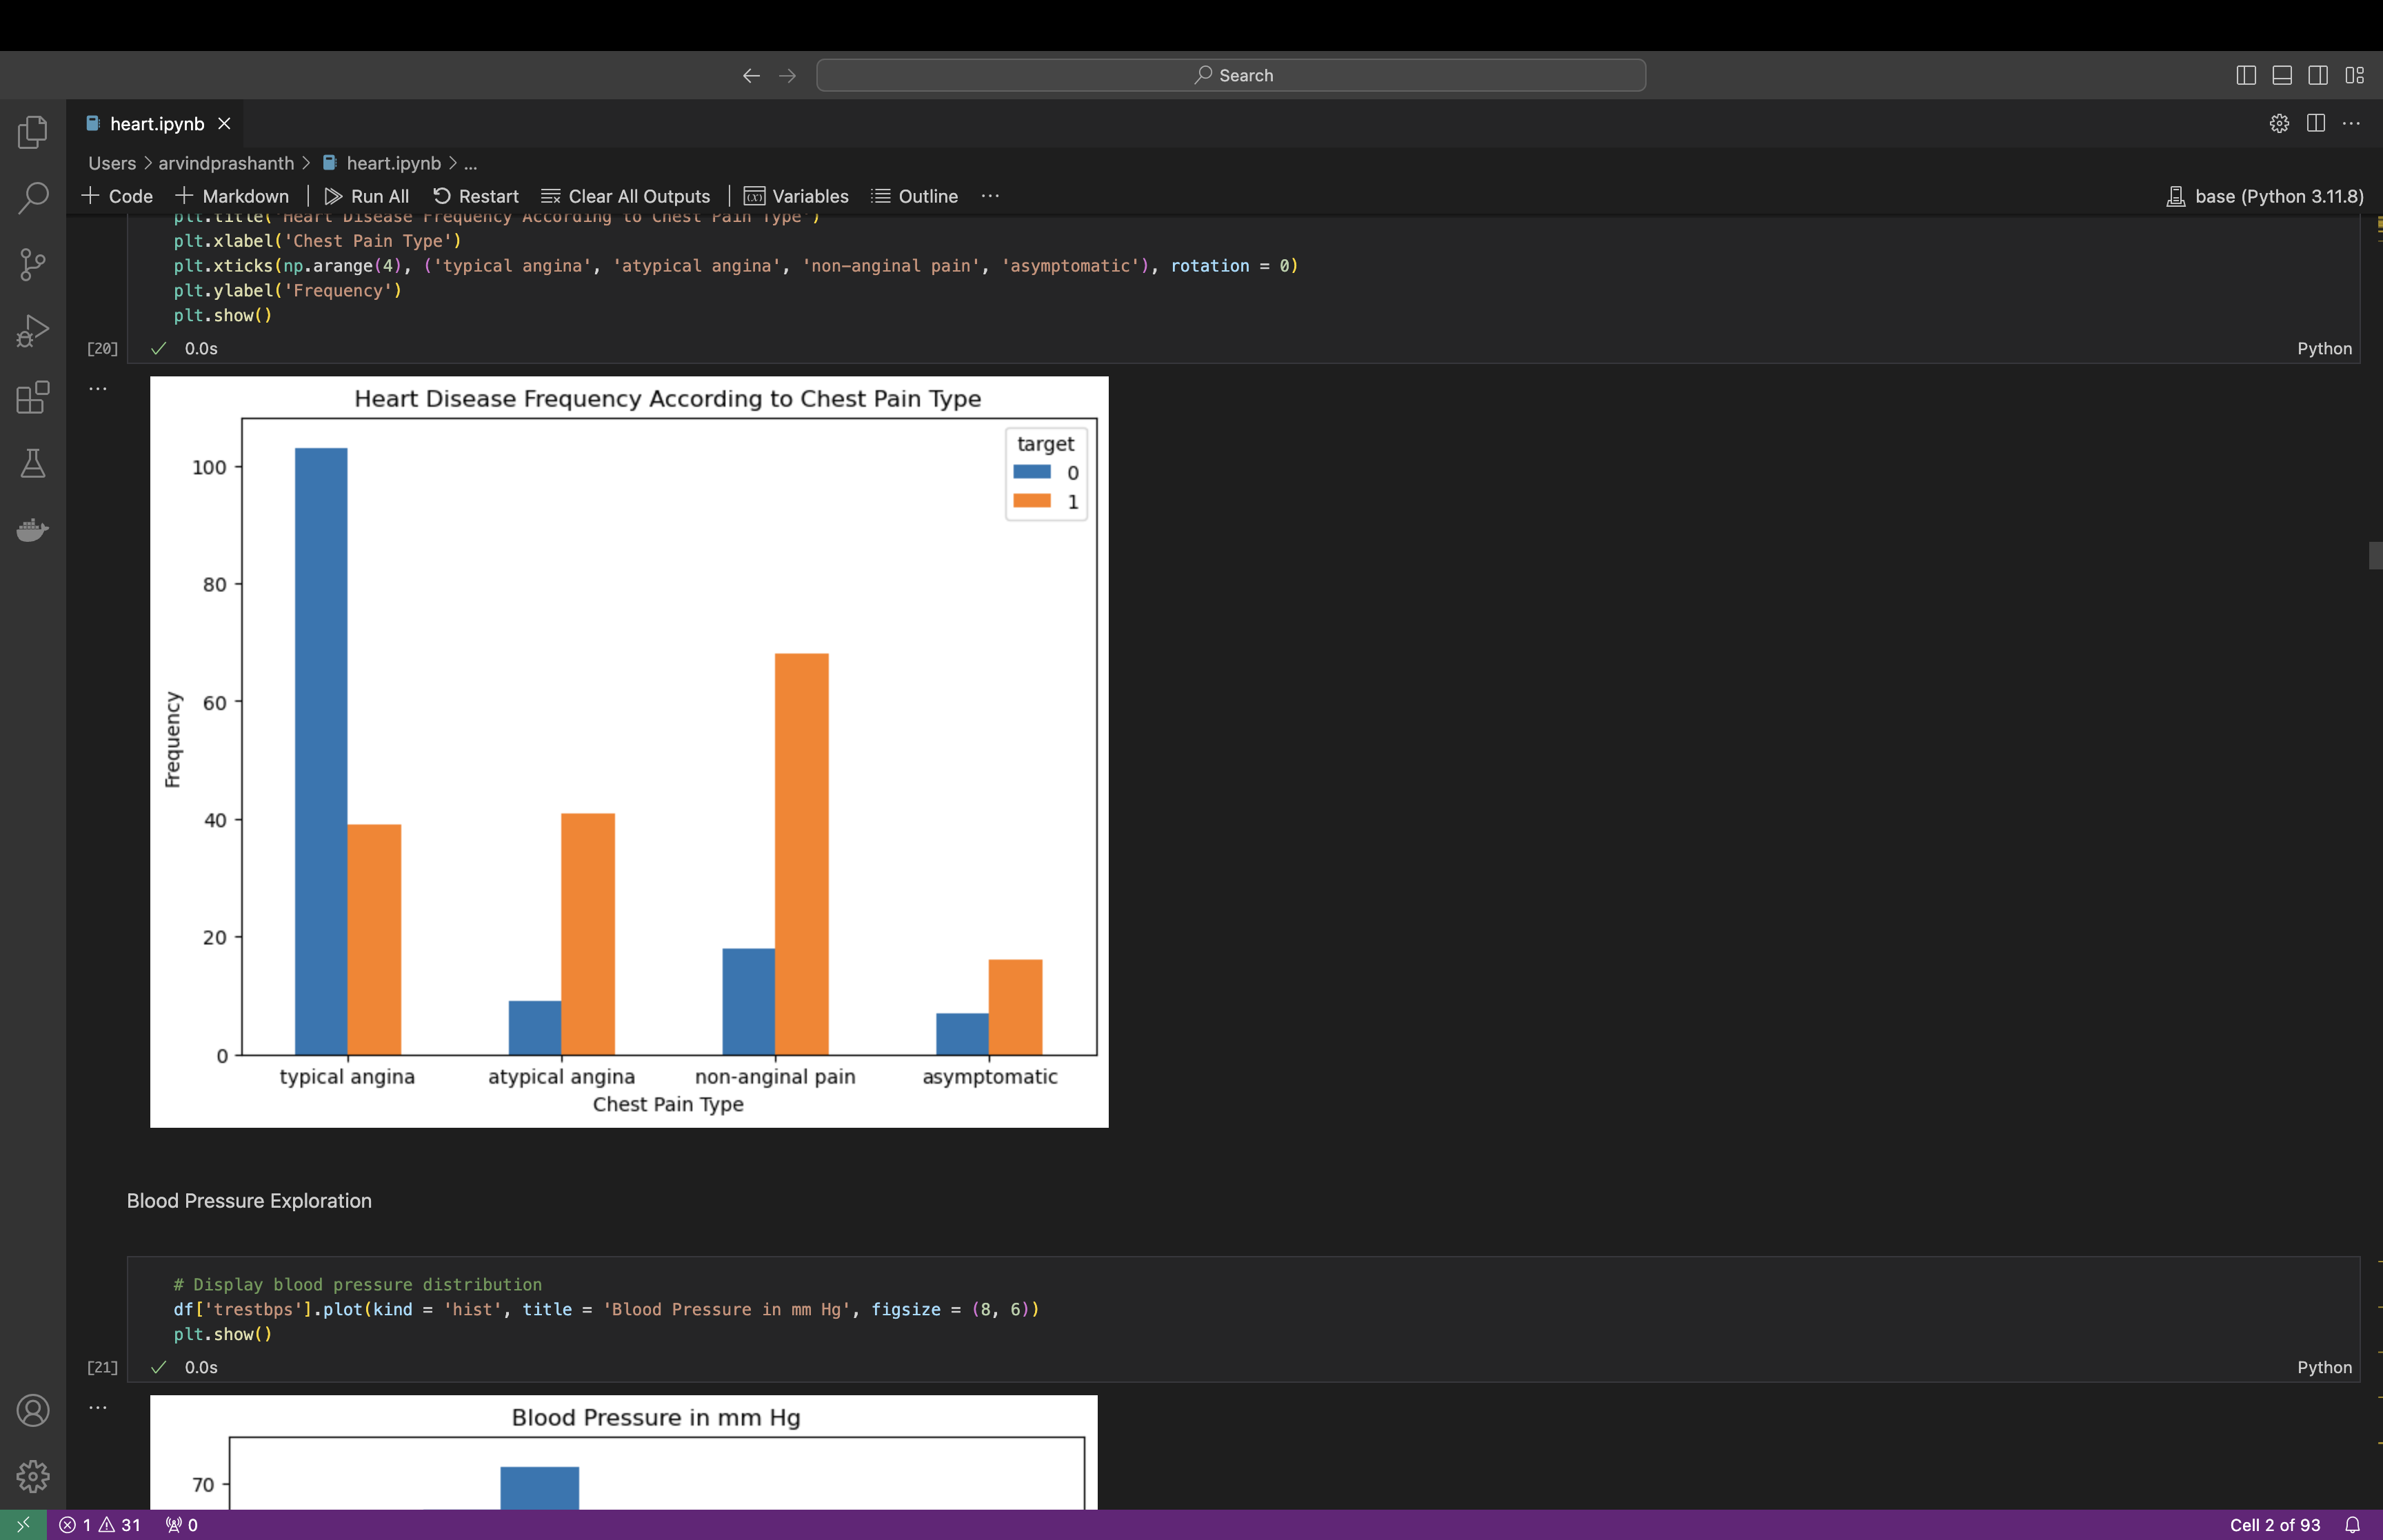 Search
heart.ipynb
Users > arvindprashanth > heart.ipynb > ...
+ Code + Markdown | Run All Restart Clear All Outputs | Variables Outline ... base (Python 3.11.8)
plt.title('Heart Disease Frequency According to Chest Pain Type')
plt.xlabel('Chest Pain Type')
plt.xticks(np.arange(4), ('typical angina', 'atypical angina', 'non-anginal pain', 'asymptomatic'), rotation = 0)
plt.ylabel('Frequency')
plt.show()
[20] 0.0s Python
Heart Disease Frequency According to Chest Pain Type
target
0
1
100
80
60
40
20
0
Frequency
typical angina atypical angina non-anginal pain asymptomatic
Chest Pain Type
Blood Pressure Exploration
# Display blood pressure distribution
df['trestbps'].plot(kind = 'hist', title = 'Blood Pressure in mm Hg', figsize = (8, 6))
plt.show()
[21] 0.0s Python
Blood Pressure in mm Hg
70
1 31 0 Cell 2 of 93